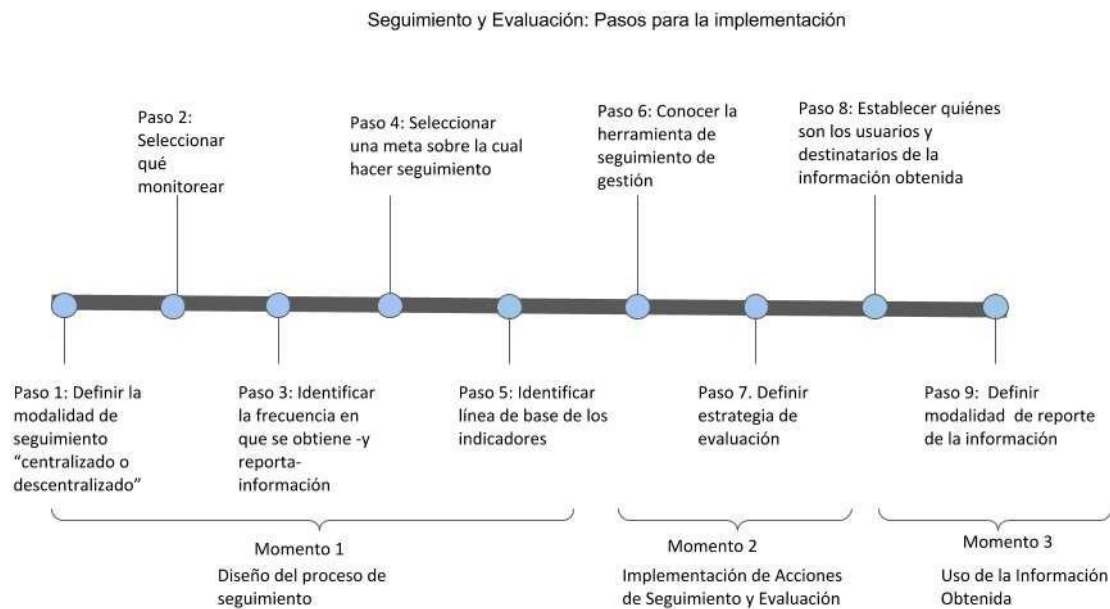 Seguimiento y Evaluación: Pasos para la implementación
Paso 2:
Seleccionar
qué
monitorear
Paso 4: Seleccionar
una meta sobre la cual
hacer seguimiento
Paso 6: Conocer la
herramienta de
seguimiento de
gestión
Paso 8: Establecer quiénes
son los usuarios y
destinatarios de la
información obtenida
Paso 1: Definir la
modalidad de
seguimiento
“centralizado o
descentralizado”
Paso 3: Identificar
la frecuencia en
que se obtiene -y
reporta-
información
Paso 5: Identificar
línea de base de los
indicadores
Paso 7. Definir
estrategia de
evaluación
Paso 9:  Definir
modalidad  de reporte
de la información
Momento 1
Diseño del proceso de
seguimiento
Momento 2
Implementación de Acciones
de Seguimiento y Evaluación
Momento 3
Uso de la Información
Obtenida